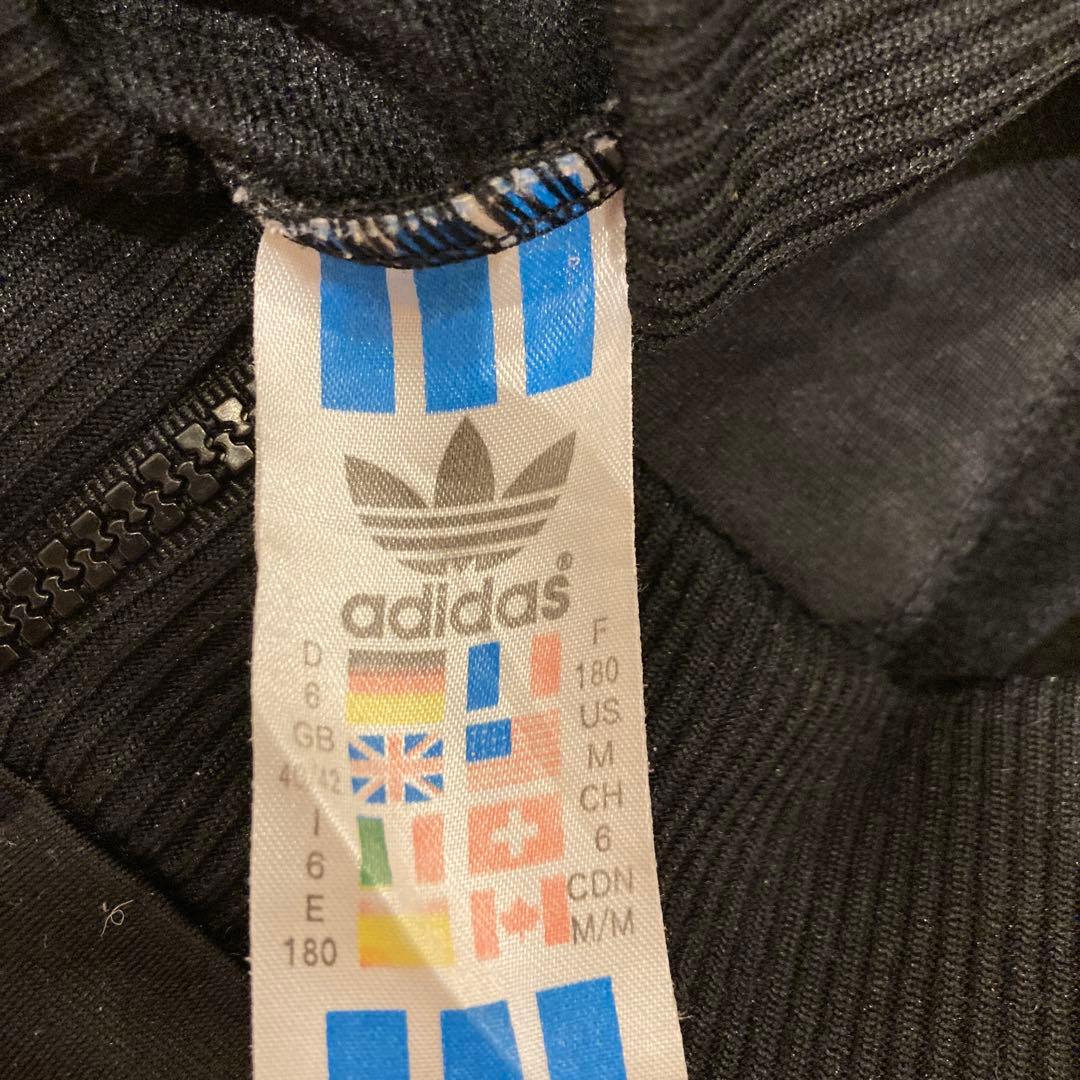 adidas®
D
6
GB
40/42
I
6
E
180
F
180
US
M
CH
6
CDN
M/M